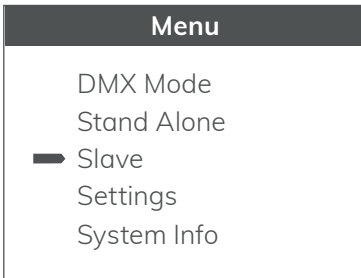 Menu
DMX Mode
Stand Alone
Slave
Settings
System Info